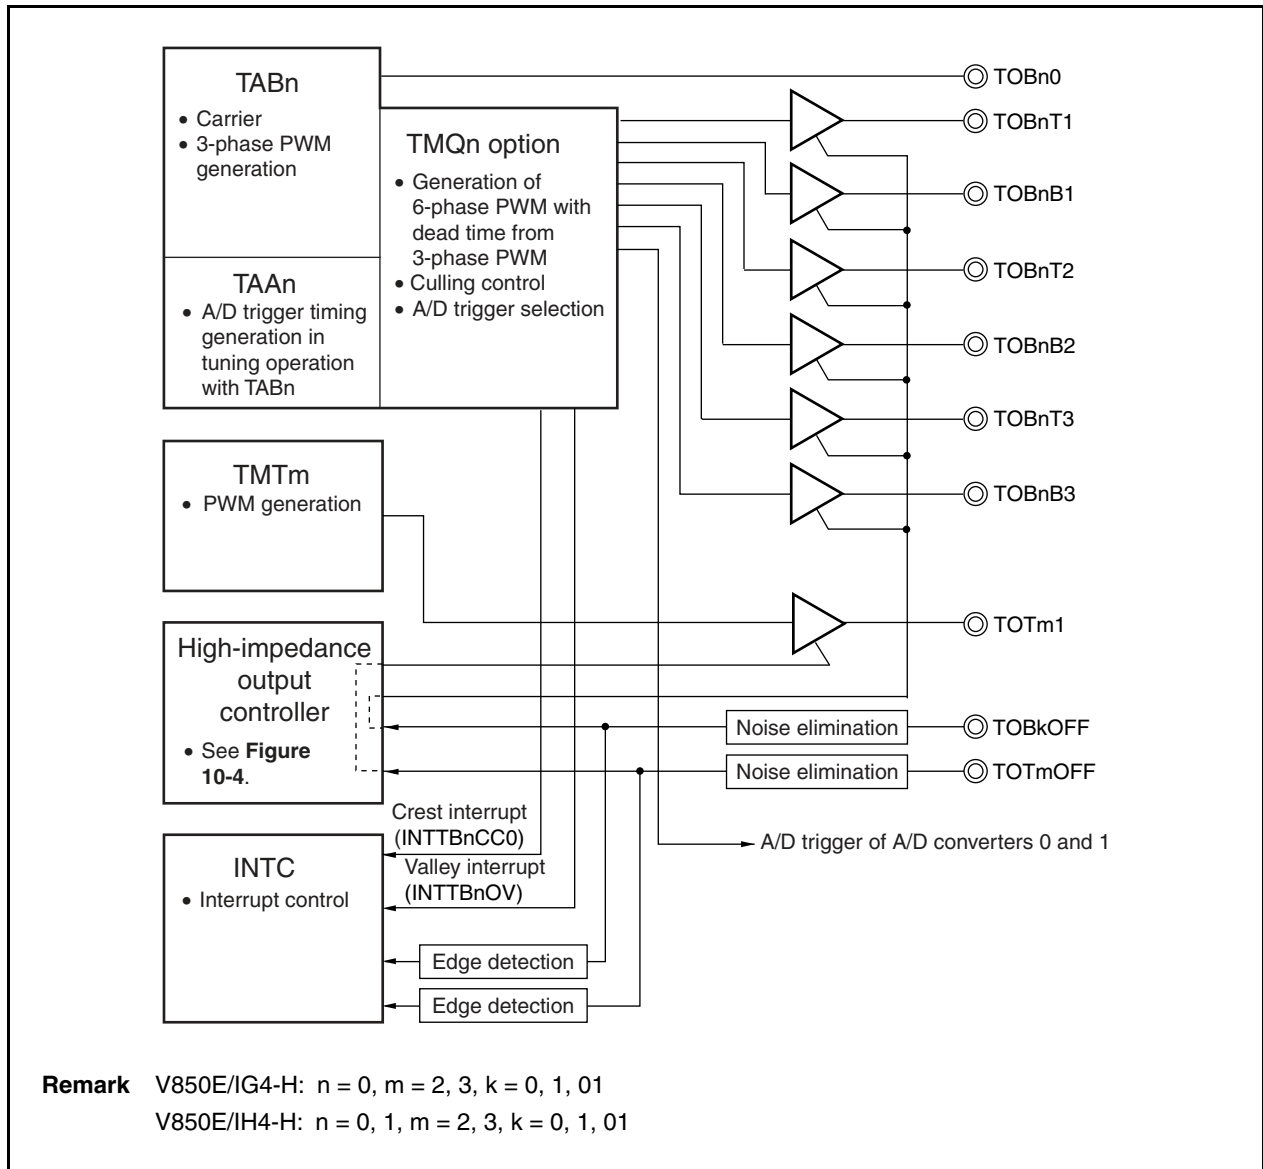 TABn
• Carrier
• 3-phase PWM
generation
TAAn
• A/D trigger timing
generation in
tuning operation
with TABn
TMQn option
• Generation of
6-phase PWM with
dead time from
3-phase PWM
• Culling control
• A/D trigger selection
TOBn0
TOBnT1
TOBnB1
TOBnT2
TOBnB2
TOBnT3
TOBnB3
TMTm
• PWM generation
TOTm1
High-impedance
output
controller
• See Figure
10-4.
Noise elimination
TOBkOFF
Noise elimination
TOTmOFF
Crest interrupt
(INTTBnCC0)
Valley interrupt
(INTTBnOV)
A/D trigger of A/D converters 0 and 1
INTC
• Interrupt control
Edge detection
Edge detection
Remark V850E/IG4-H: n = 0, m = 2, 3, k = 0, 1, 01
V850E/IH4-H: n = 0, 1, m = 2, 3, k = 0, 1, 01